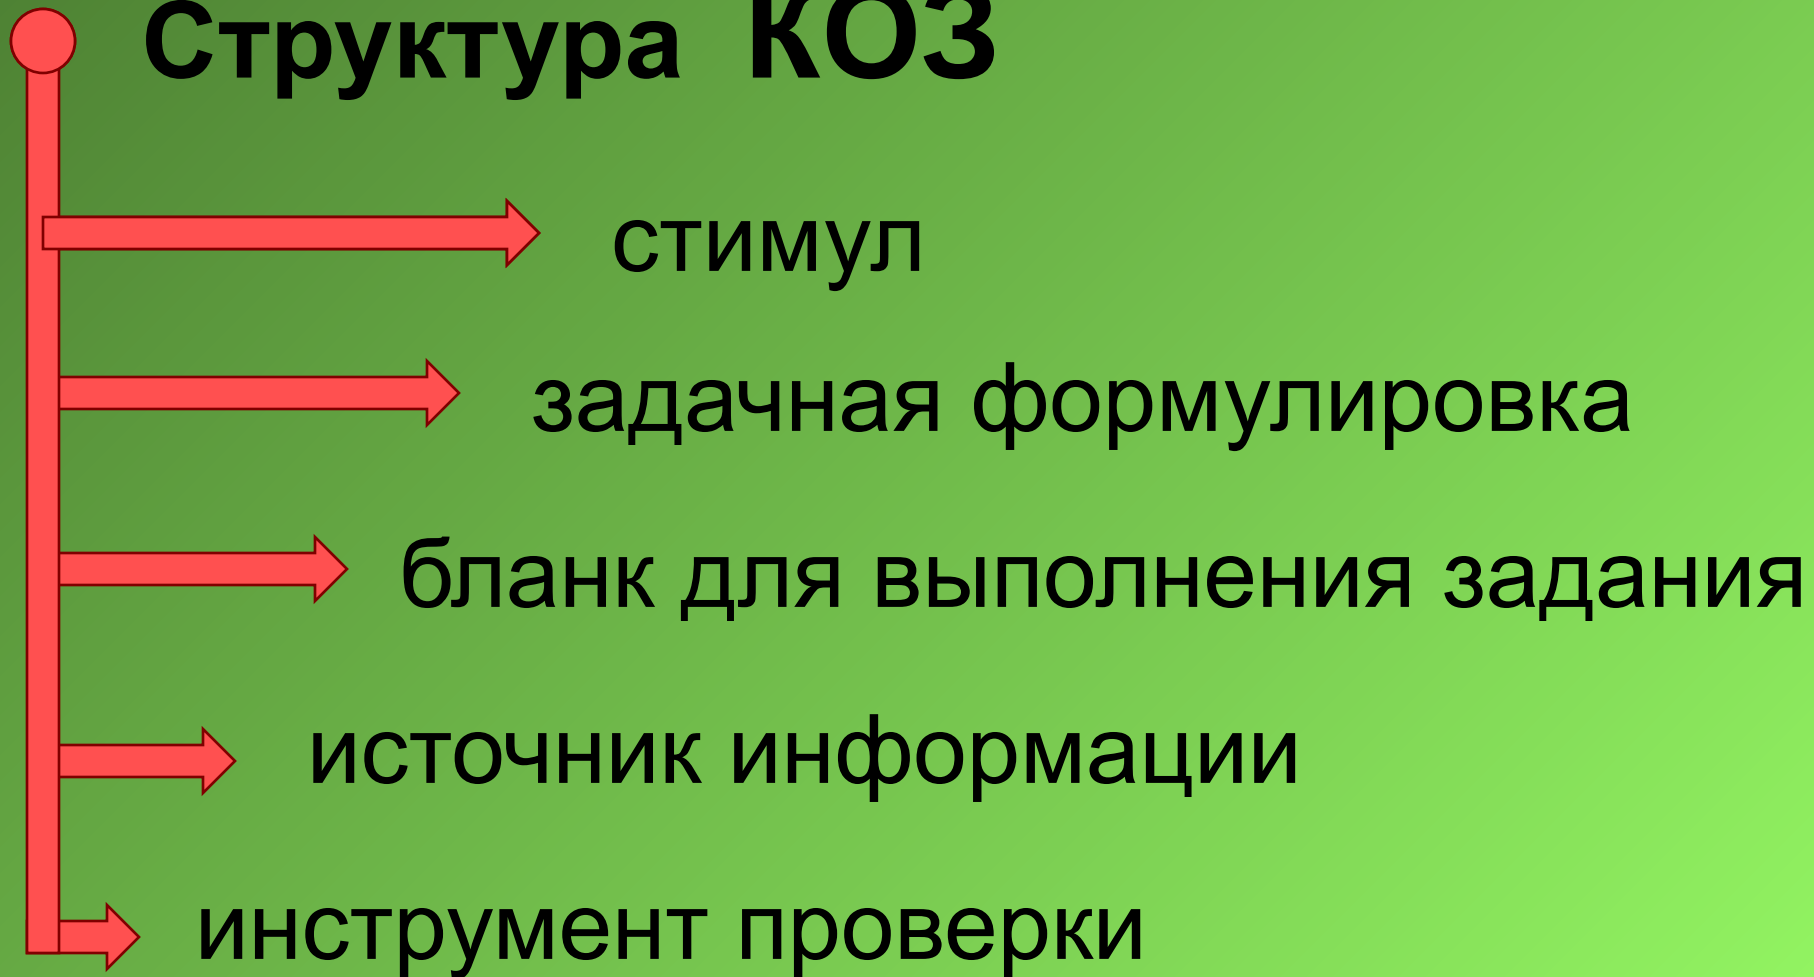 Структура КОЗ
стимул
задачная формулировка
бланк для выполнения задания
источник информации
инструмент проверки